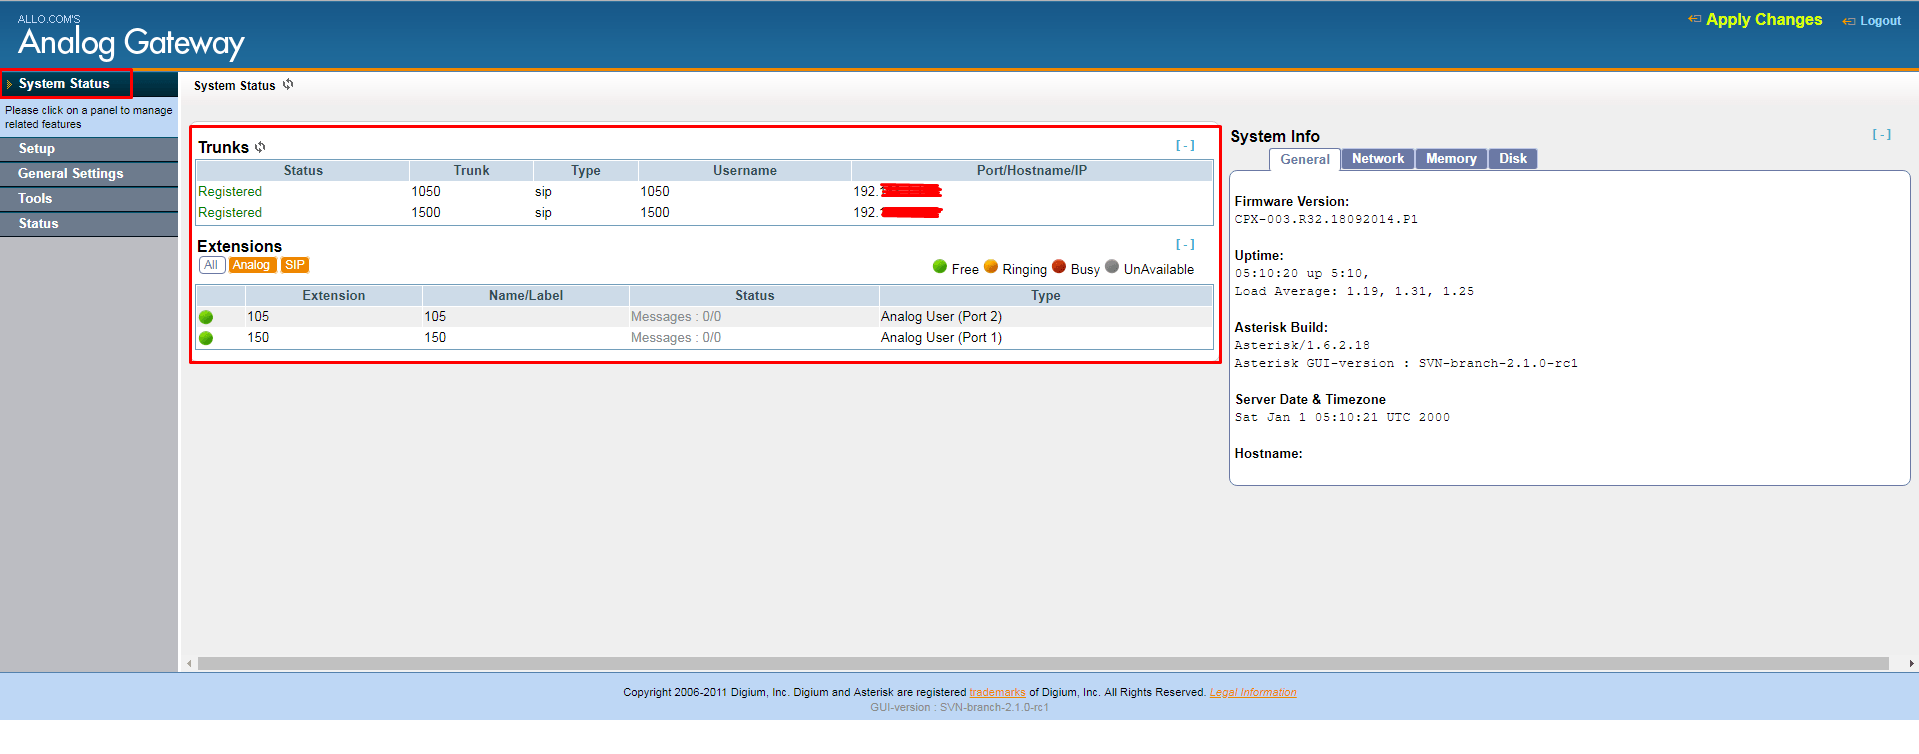 ALLO.COM'S
Analog Gateway
Apply Changes
Logout
System Status
Please click on a panel to manage
related features
Setup
General Settings
Tools
Status
System Status
Trunks
[ - ]
Status Trunk Type Username Port/Hostname/IP
Registered 1050 sip 1050 192.
Registered 1500 sip 1500 192.
Extensions
[ - ]
All Analog SIP
Free Ringing Busy UnAvailable
Extension Name/Label Status Type
105 105 Messages : 0/0 Analog User (Port 2)
150 150 Messages : 0/0 Analog User (Port 1)
System Info
[ - ]
General Network Memory Disk
Firmware Version:
CPX-003.R32.18092014.P1
Uptime:
05:10:20 up 5:10,
Load Average: 1.19, 1.31, 1.25
Asterisk Build:
Asterisk/1.6.2.18
Asterisk GUI-version : SVN-branch-2.1.0-rc1
Server Date & Timezone
Sat Jan 1 05:10:21 UTC 2000
Hostname:
Copyright 2006-2011 Digium, Inc. Digium and Asterisk are registered trademarks of Digium, Inc. All Rights Reserved. Legal Information
GUI-version : SVN-branch-2.1.0-rc1